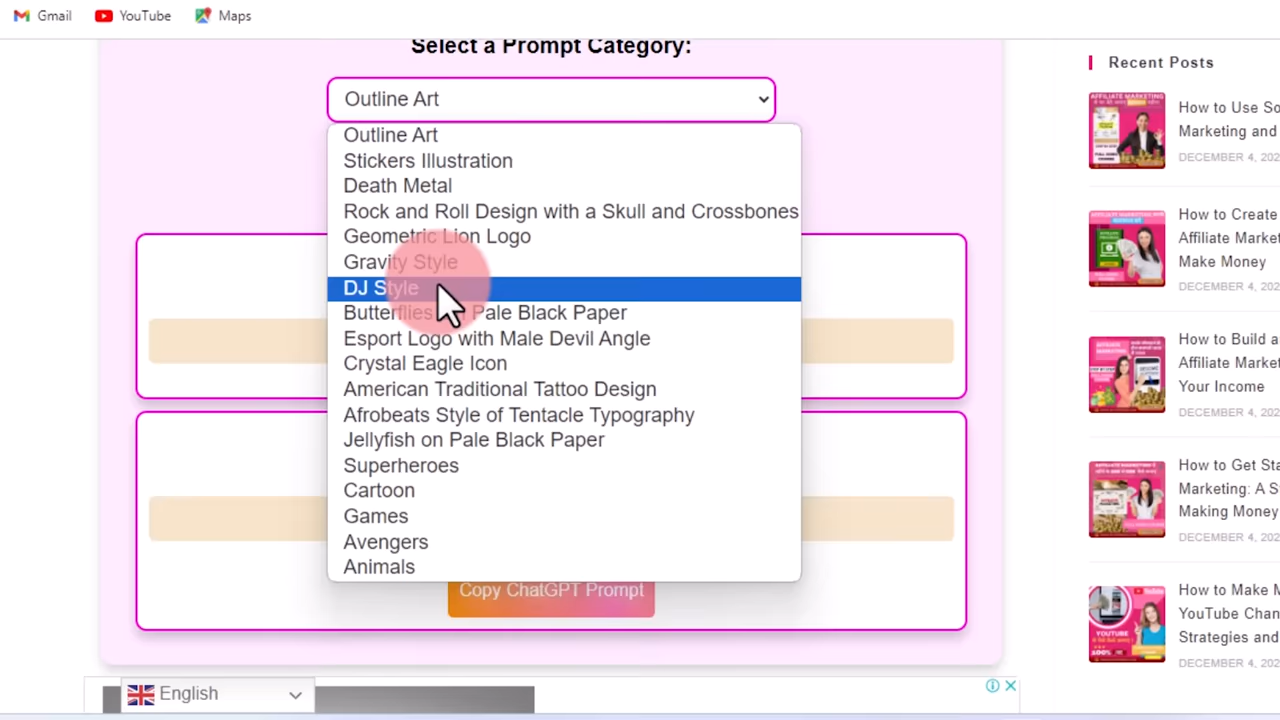 Gmail
YouTube
Maps
Select a Prompt Category:
Outline Art
Outline Art
Stickers Illustration
Death Metal
Rock and Roll Design with a Skull and Crossbones
Geometric Lion Logo
Gravity Style
DJ Style
Butterflies Pale Black Paper
Esport Logo with Male Devil Angle
Crystal Eagle Icon
American Traditional Tattoo Design
Afrobeats Style of Tentacle Typography
Jellyfish on Pale Black Paper
Superheroes
Cartoon
Games
Avengers
Animals
Copy ChatGPT Prompt
English
Recent Posts
How to Use So
Marketing and
DECEMBER 4, 202
How to Create
Affiliate Market
Make Money
DECEMBER 4, 202
How to Build a
Affiliate Market
Your Income
DECEMBER 4, 202
How to Get Sta
Marketing: A S
Making Money
DECEMBER 4, 202
How to Make M
YouTube Chan
Strategies and
DECEMBER 4, 202